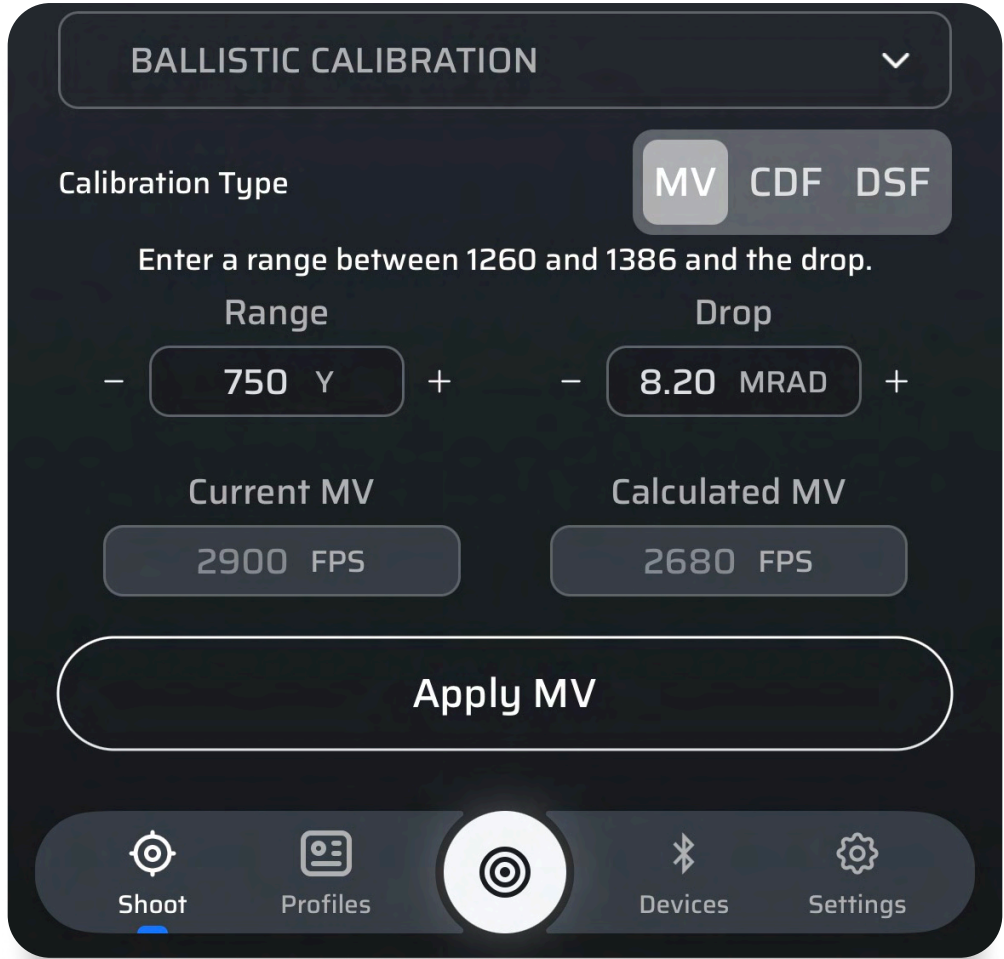 BALLISTIC CALIBRATION
Calibration Type MV CDF DSF
Enter a range between 1260 and 1386 and the drop.
Range Drop
− 750 Y + − 8.20 MRAD +
Current MV Calculated MV
2900 FPS 2680 FPS
Apply MV
Shoot Profiles Devices Settings